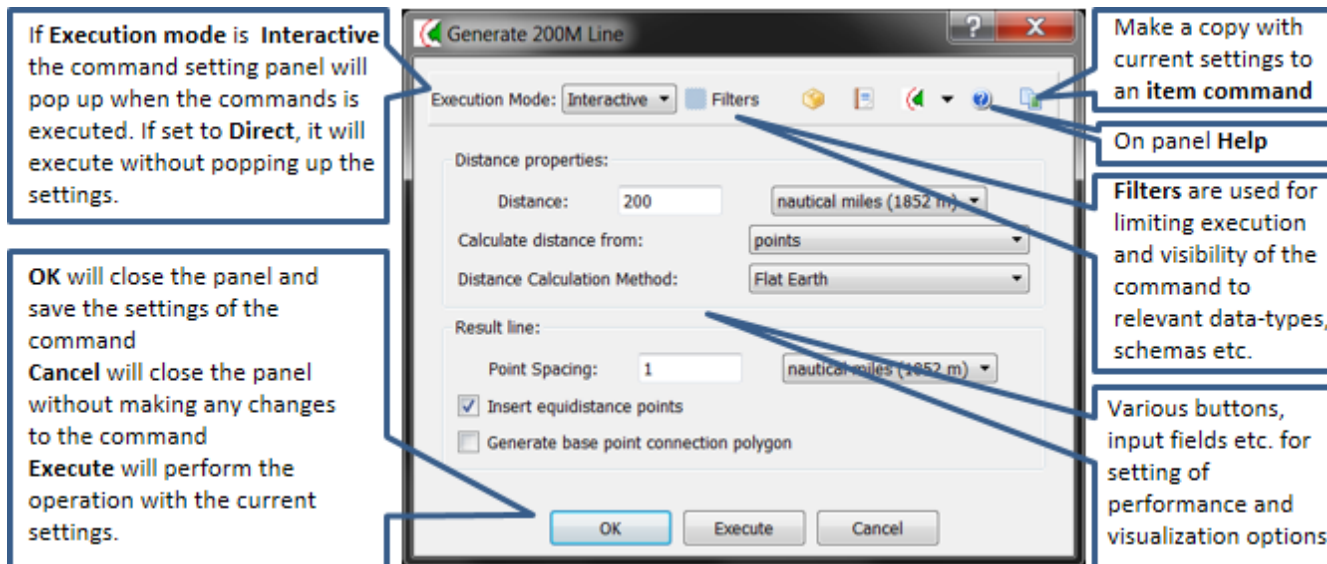 If Execution mode is Interactive
the command setting panel will
pop up when the commands is
executed. If set to Direct, it will
execute without popping up the
settings.
OK will close the panel and
save the settings of the
command
Cancel will close the panel
without making any changes
to the command
Execute will perform the
operation with the current
settings.
Generate 200M Line
Execution Mode: Interactive Filters
Distance properties:
Distance: 200 nautical miles (1852 m)
Calculate distance from: points
Distance Calculation Method: Flat Earth
Result line:
Point Spacing: 1 nautical miles (1852 m)
Insert equidistance points
Generate base point connection polygon
OK Execute Cancel
Make a copy with
current settings to
an item command
On panel Help
Filters are used for
limiting execution
and visibility of the
command to
relevant data-types,
schemas etc.
Various buttons,
input fields etc. for
setting of
performance and
visualization options